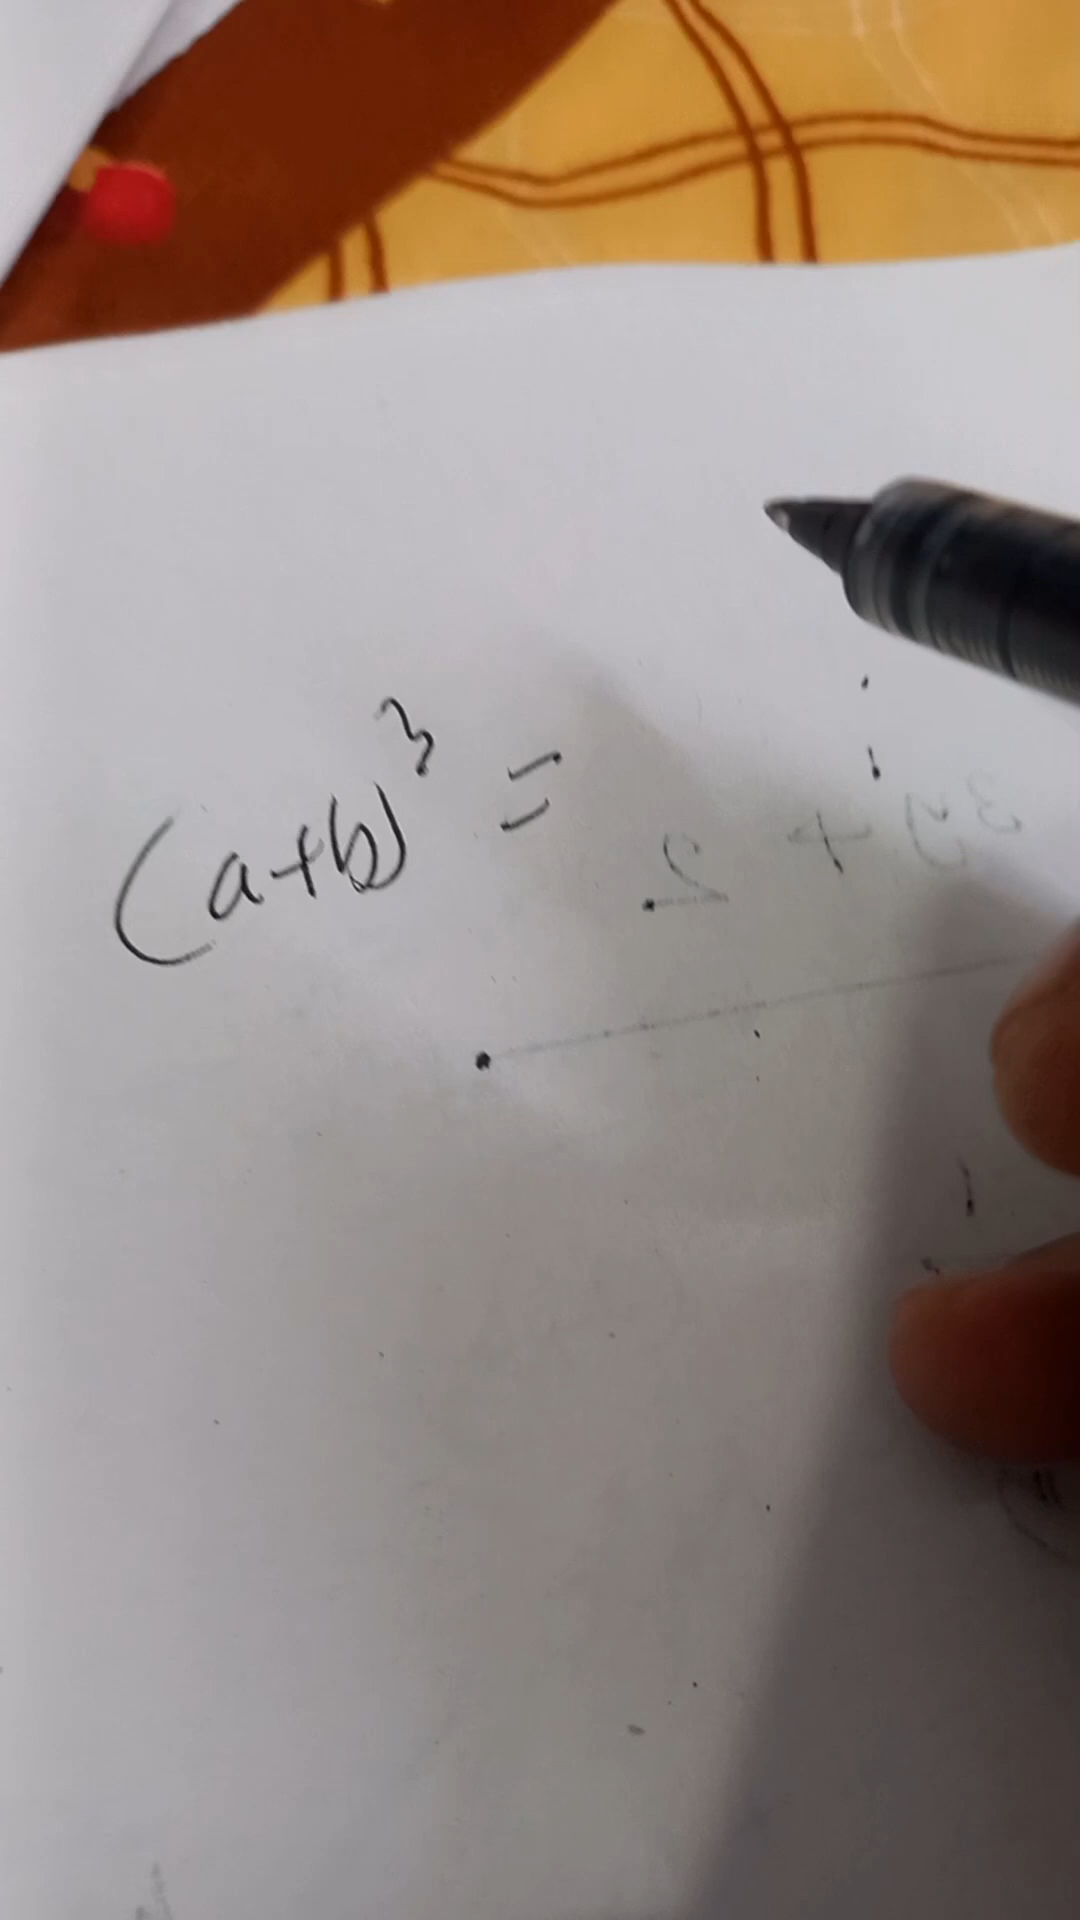 (a+b)³ =